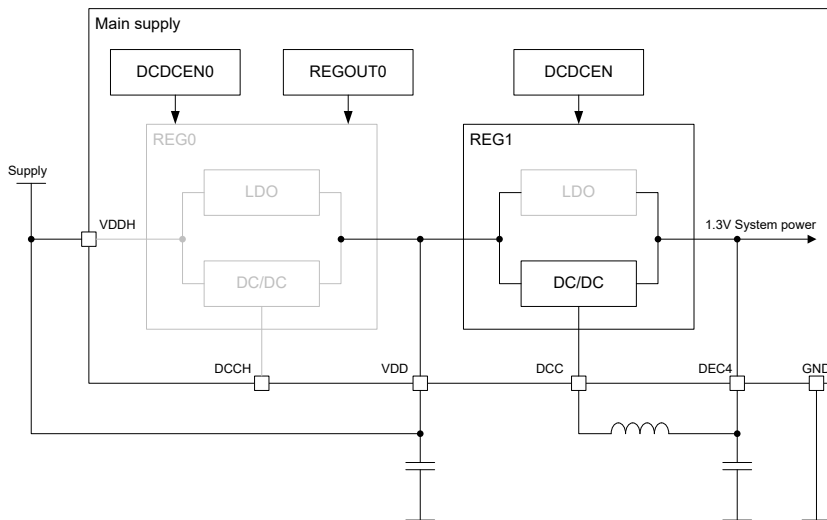 Main supply
DCDCEN0
REGOUT0
DCDCEN
REG0
REG1
Supply
LDO
LDO
VDDH
1.3V System power
DC/DC
DC/DC
DCCH
VDD
DCC
DEC4
GND